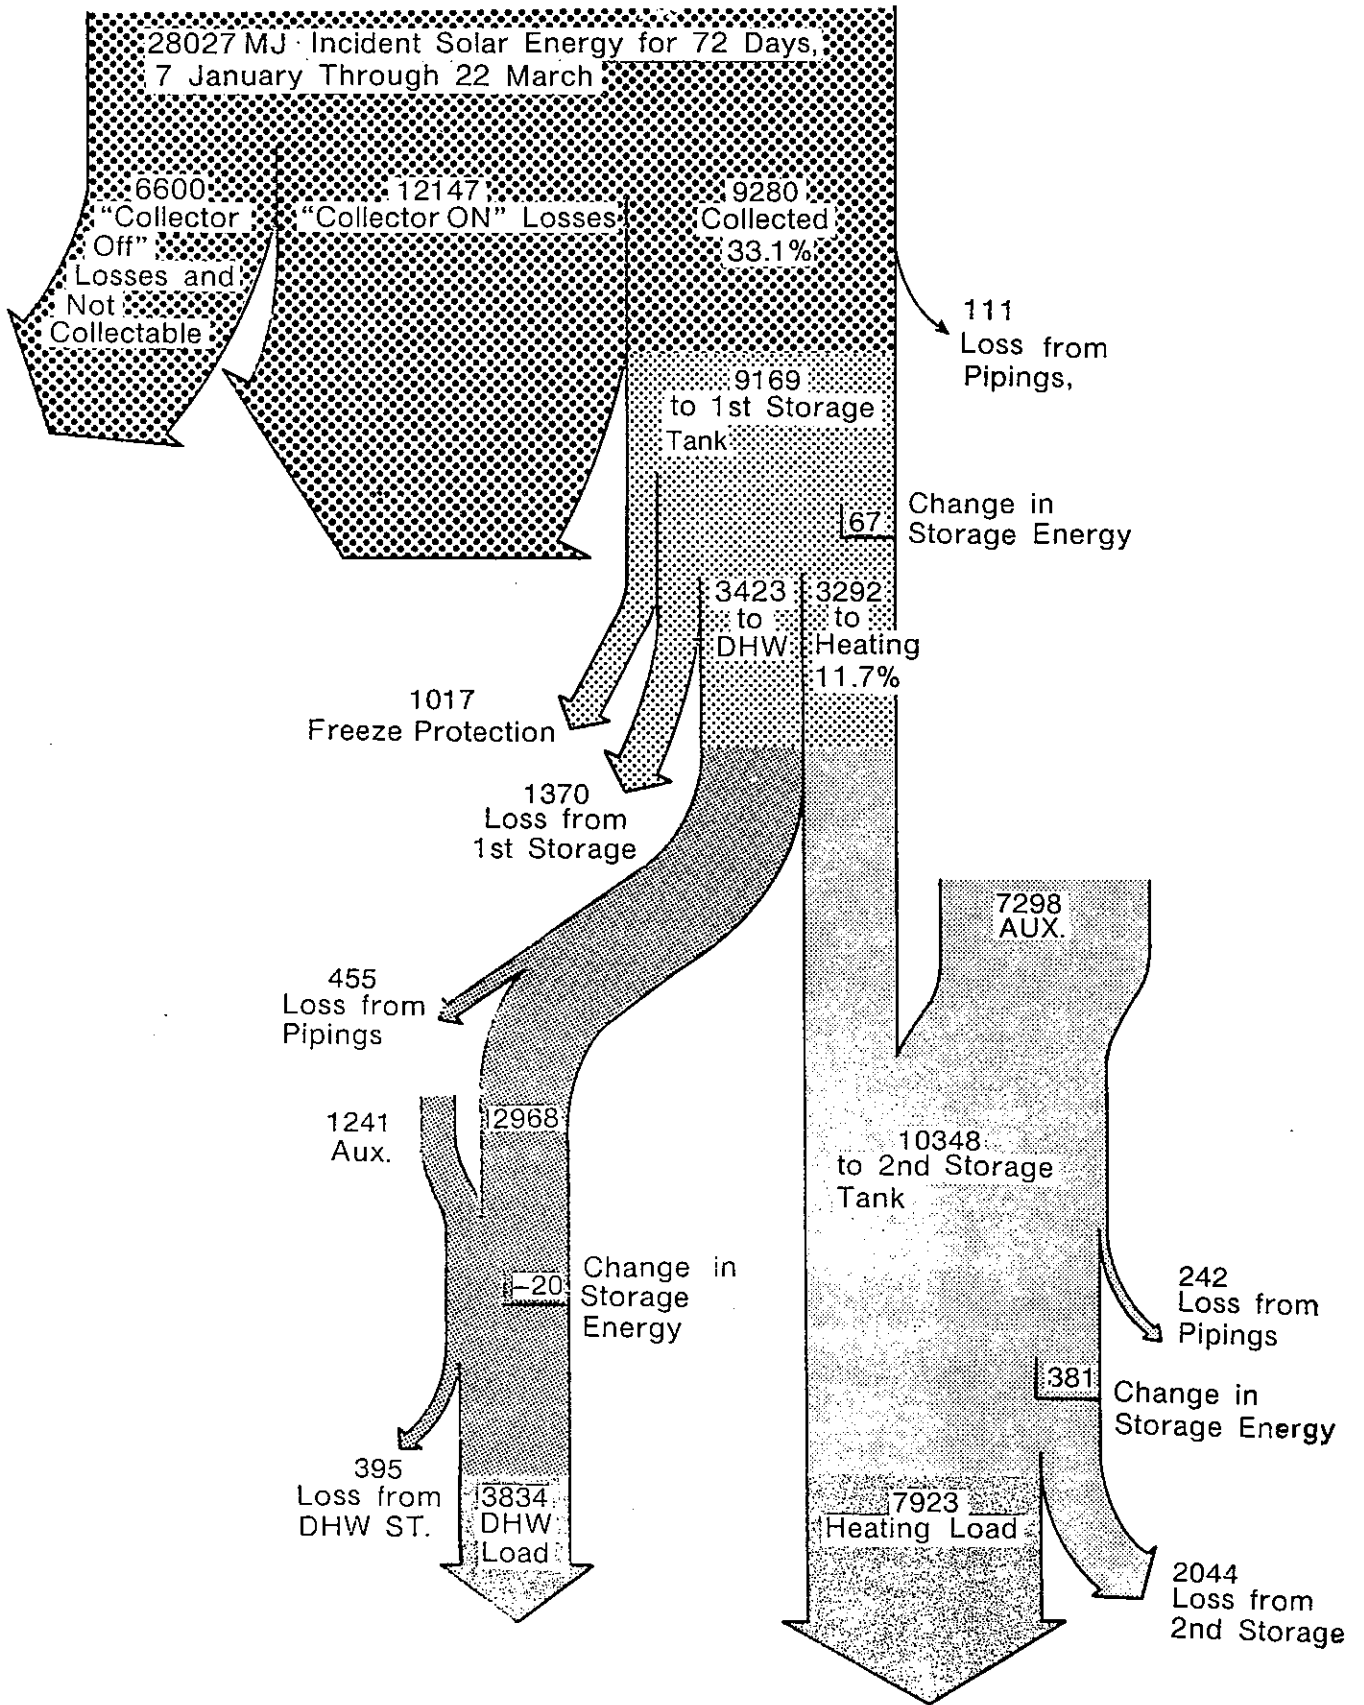 28027 MJ Incident Solar Energy for 72 Days,
7 January Through 22 March
6600
"Collector
Off"
Losses and
Not
Collectable
12147
"Collector ON" Losses
9280
Collected
33.1%
111
Loss from
Pipings,
9169
to 1st Storage
Tank
67
Change in
Storage Energy
3423
to
DHW
3292
to
Heating
11.7%
1017
Freeze Protection
1370
Loss from
1st Storage
7298
AUX.
455
Loss from
Pipings
1241
Aux.
2968
10348
to 2nd Storage
Tank
-20
Change in
Storage
Energy
242
Loss from
Pipings
381
Change in
Storage Energy
395
Loss from
DHW ST.
3834
DHW
Load
7923
Heating Load
2044
Loss from
2nd Storage